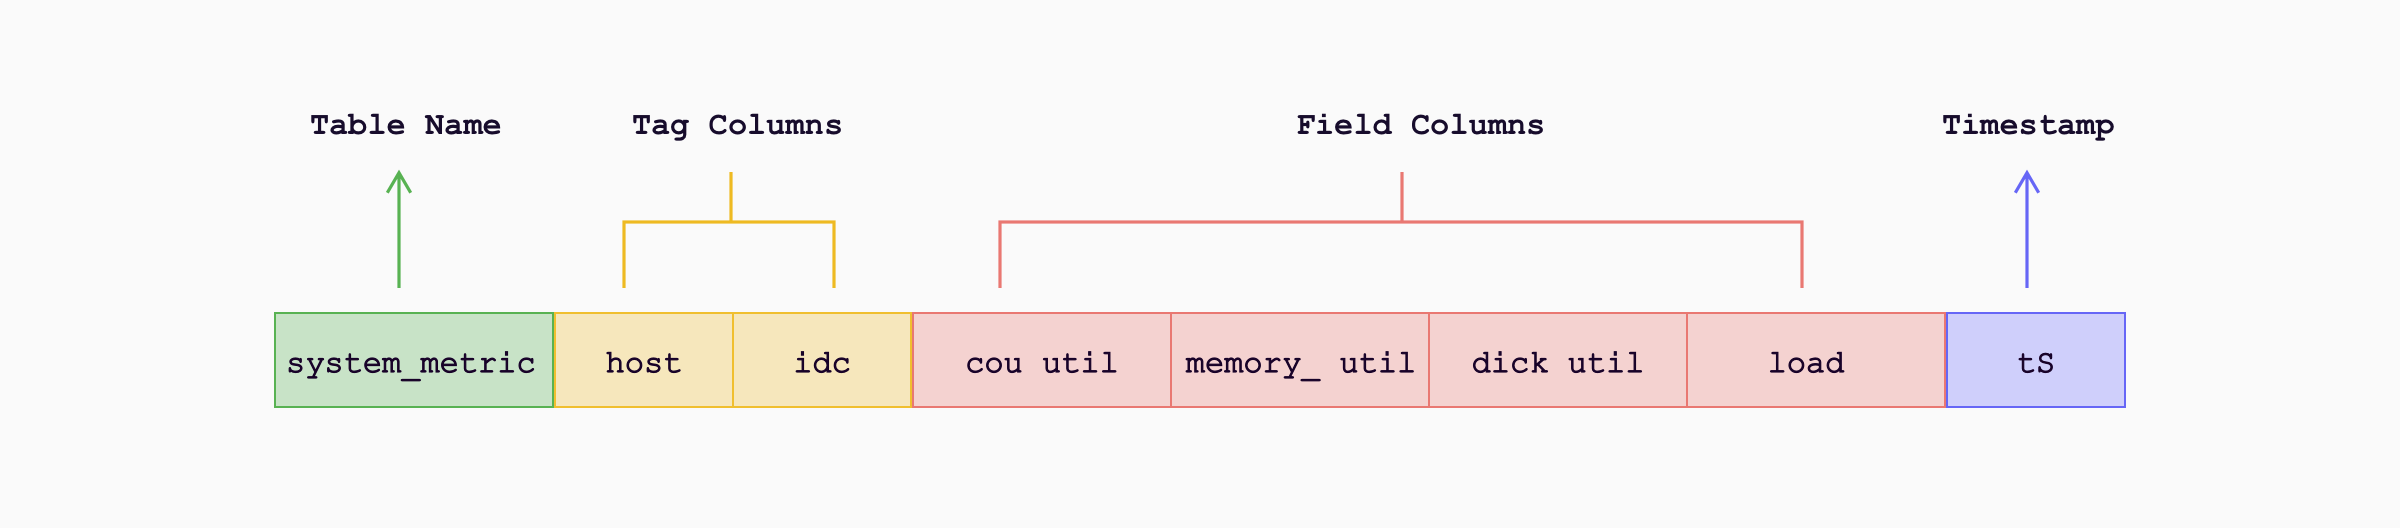 Table Name
Tag Columns
Field Columns
Timestamp
system_metric
host
idc
cou util
memory_ util
dick util
load
tS